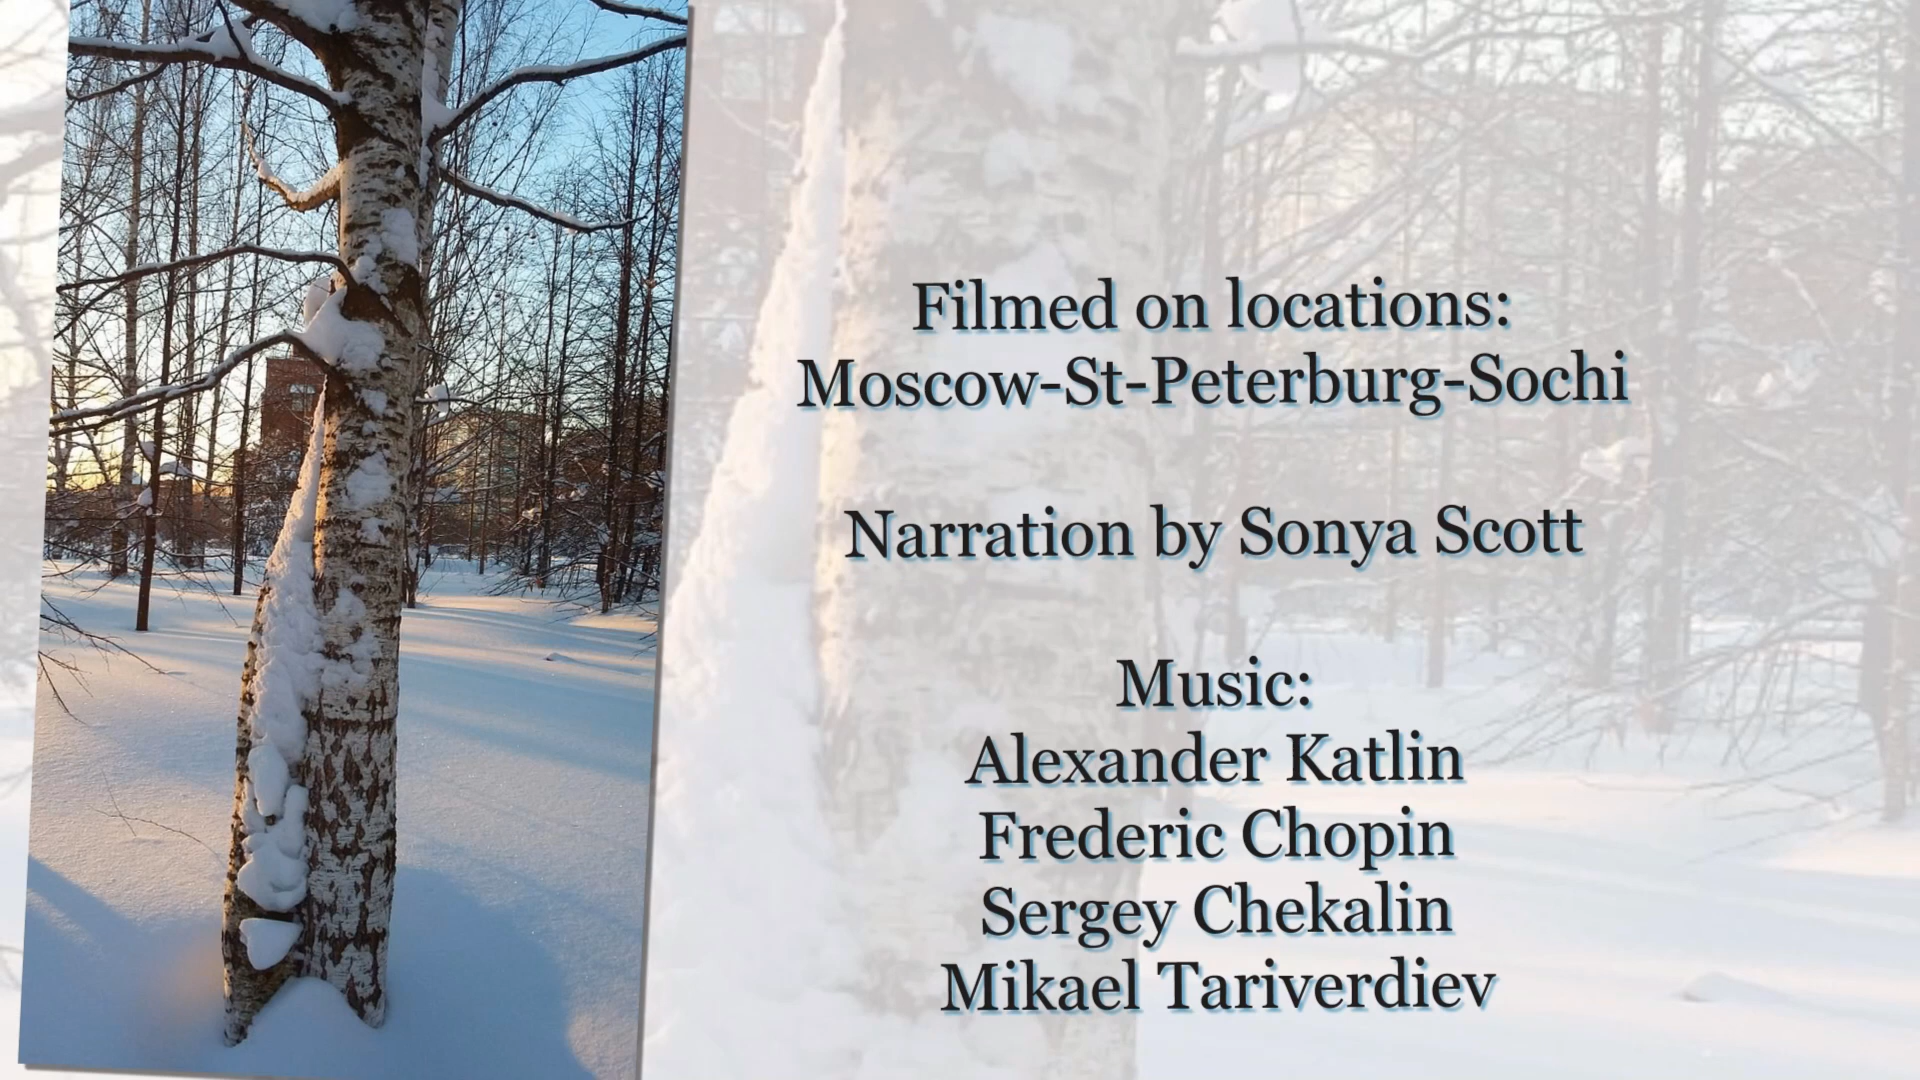 Filmed on locations:
Moscow-St-Peterburg-Sochi
Narration by Sonya Scott
Music:
Alexander Katlin
Frederic Chopin
Sergey Chekalin
Mikael Tariverdiev